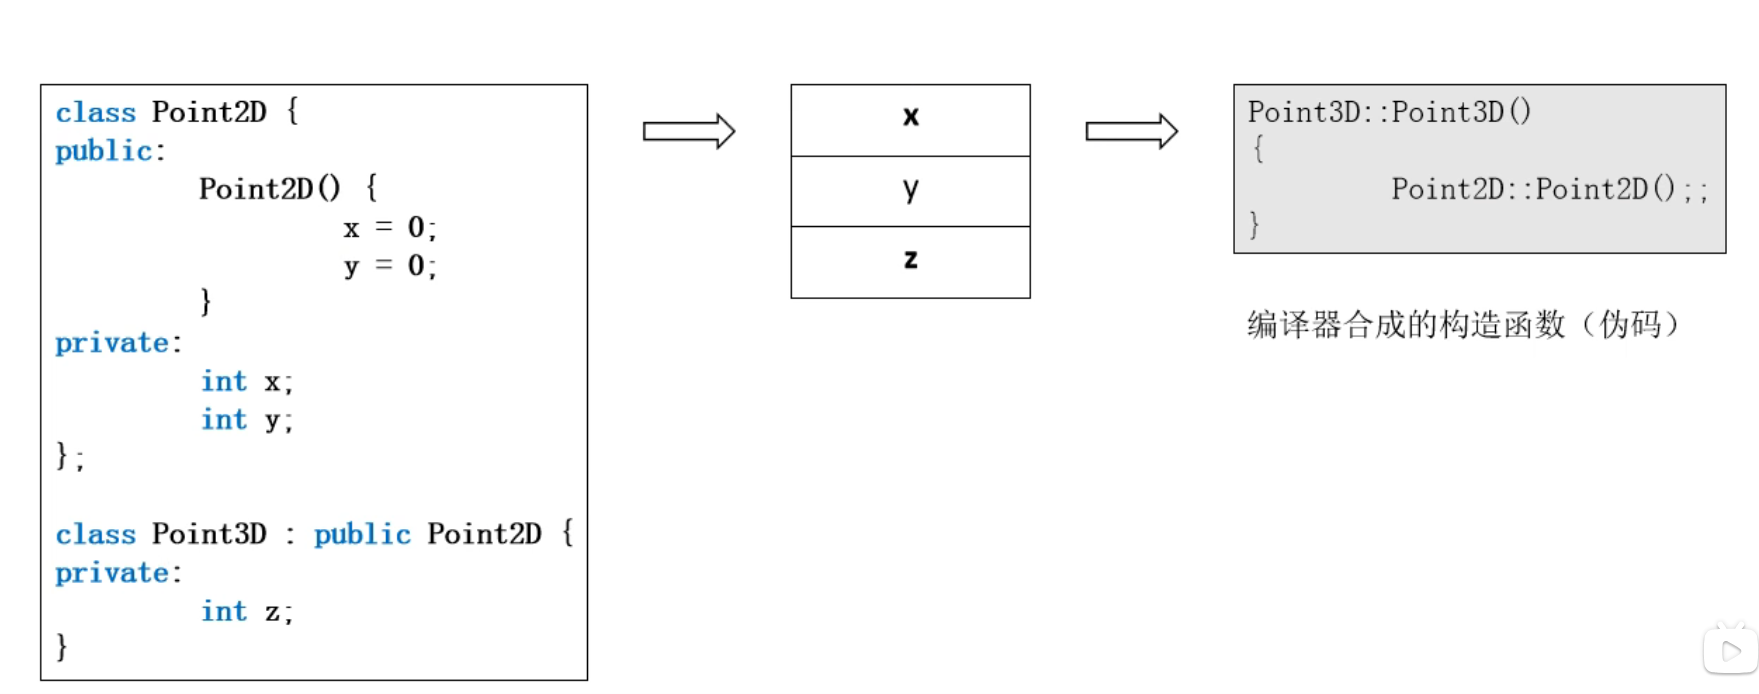 class Point2D {
public:
Point2D() {
x = 0;
y = 0;
}
private:
int x;
int y;
};
class Point3D : public Point2D {
private:
int z;
}
x
y
z
Point3D::Point3D()
{
Point2D::Point2D();;
}
编译器合成的构造函数（伪码）